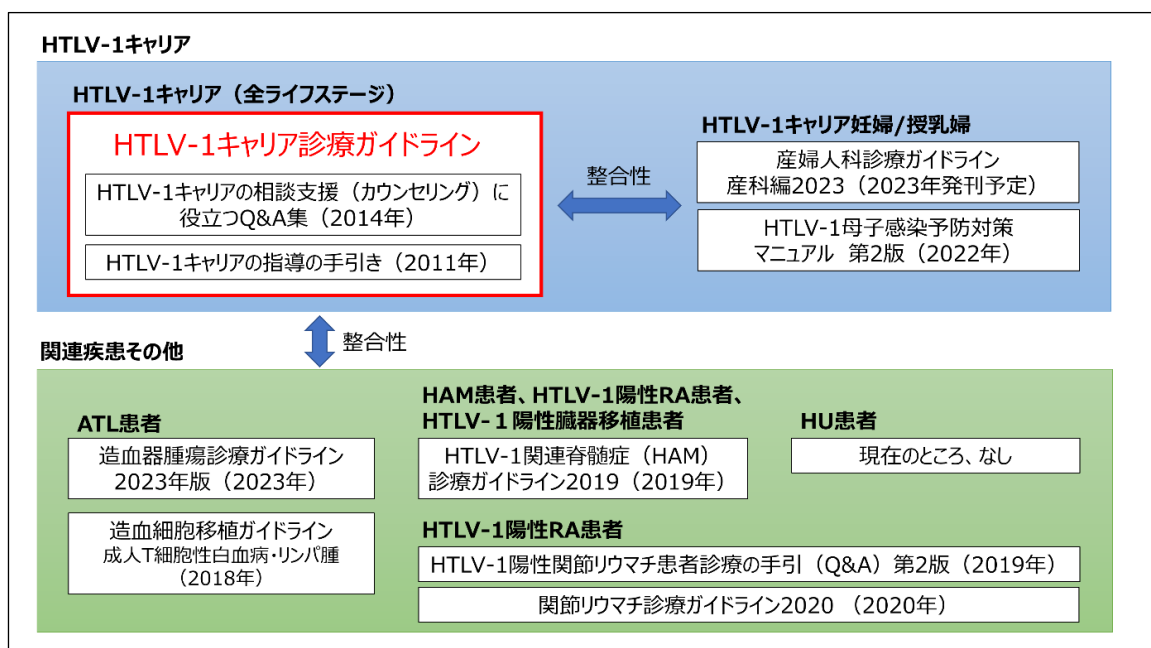 HTLV-1キャリア
HTLV-1キャリア（全ライフステージ）
HTLV-1キャリア診療ガイドライン
HTLV-1キャリアの相談支援（カウンセリング）に
役立つQ&A集（2014年）
HTLV-1キャリアの指導の手引き（2011年）
整合性
HTLV-1キャリア妊婦/授乳婦
産婦人科診療ガイドライン
産科編2023（2023年発刊予定）
HTLV-1母子感染予防対策
マニュアル 第2版（2022年）
整合性
関連疾患その他
ATL患者
造血器腫瘍診療ガイドライン
2023年版（2023年）
造血細胞移植ガイドライン
成人T細胞性白血病・リンパ腫
（2018年）
HAM患者、HTLV-1陽性RA患者、
HTLV-１陽性臓器移植患者
HTLV-1関連脊髄症（HAM）
診療ガイドライン2019（2019年）
HTLV-1陽性RA患者
HTLV-1陽性関節リウマチ患者診療の手引（Q&A）第2版（2019年）
関節リウマチ診療ガイドライン2020 （2020年）
HU患者
現在のところ、なし